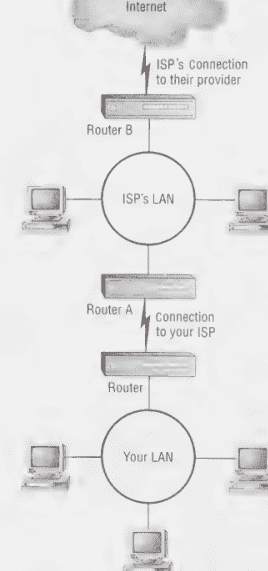 Internet
ISP's Connection
to their provider
Router B
ISP's LAN
Router A
Connection
to your ISP
Router
Your LAN